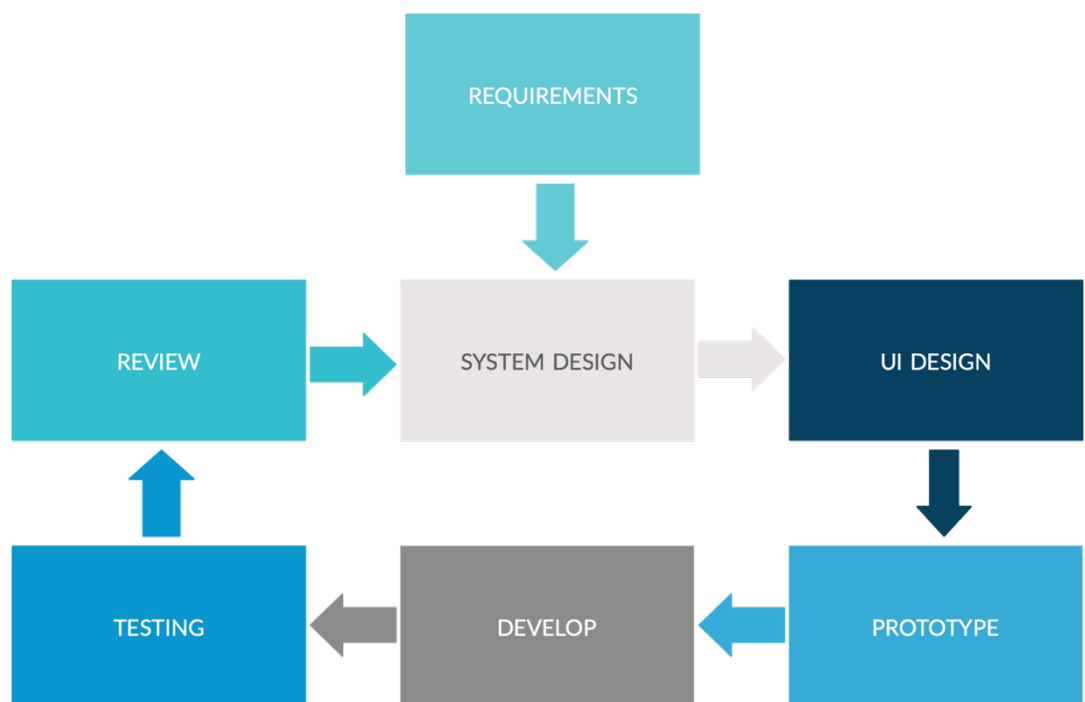 REQUIREMENTS
REVIEW
SYSTEM DESIGN
UI DESIGN
TESTING
DEVELOP
PROTOTYPE